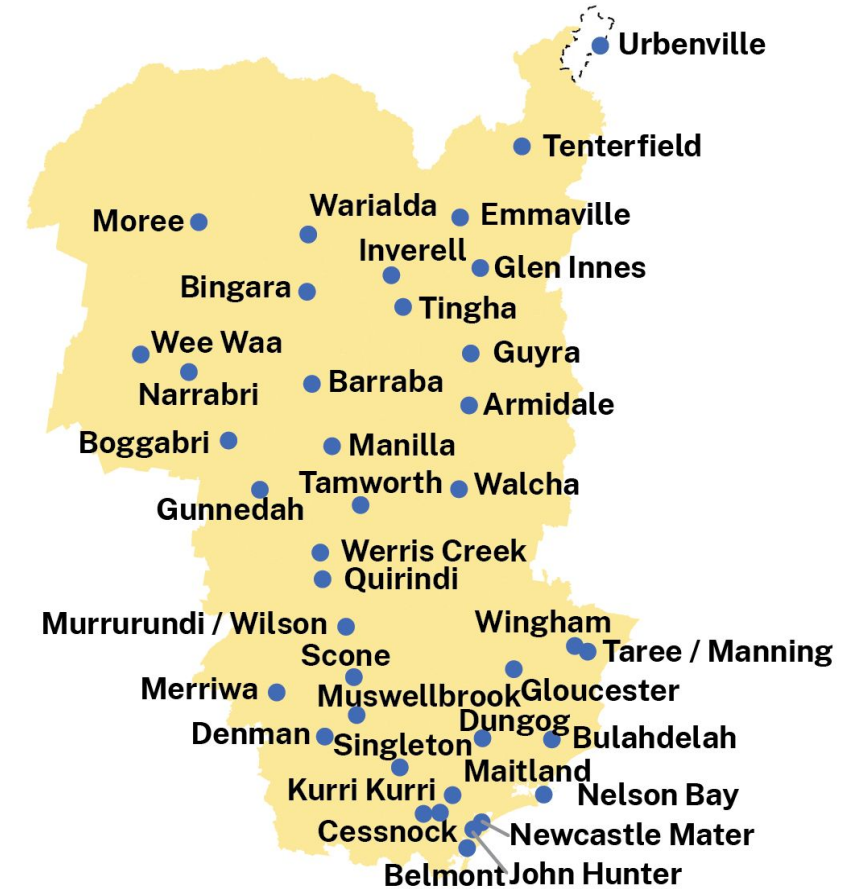 Urbenville
Tenterfield
Warialda
Emmaville
Moree
Inverell
Glen Innes
Bingara
Tingha
Wee Waa
Guyra
Narrabri
Barraba
Armidale
Boggabri
Manilla
Tamworth
Walcha
Gunnedah
Werris Creek
Quirindi
Murrurundi / Wilson
Wingham
Taree / Manning
Scone
Merriwa
Muswellbrook
Gloucester
Dungog
Denman
Singleton
Bulahdelah
Maitland
Kurri Kurri
Nelson Bay
Cessnock
Newcastle Mater
Belmont
John Hunter